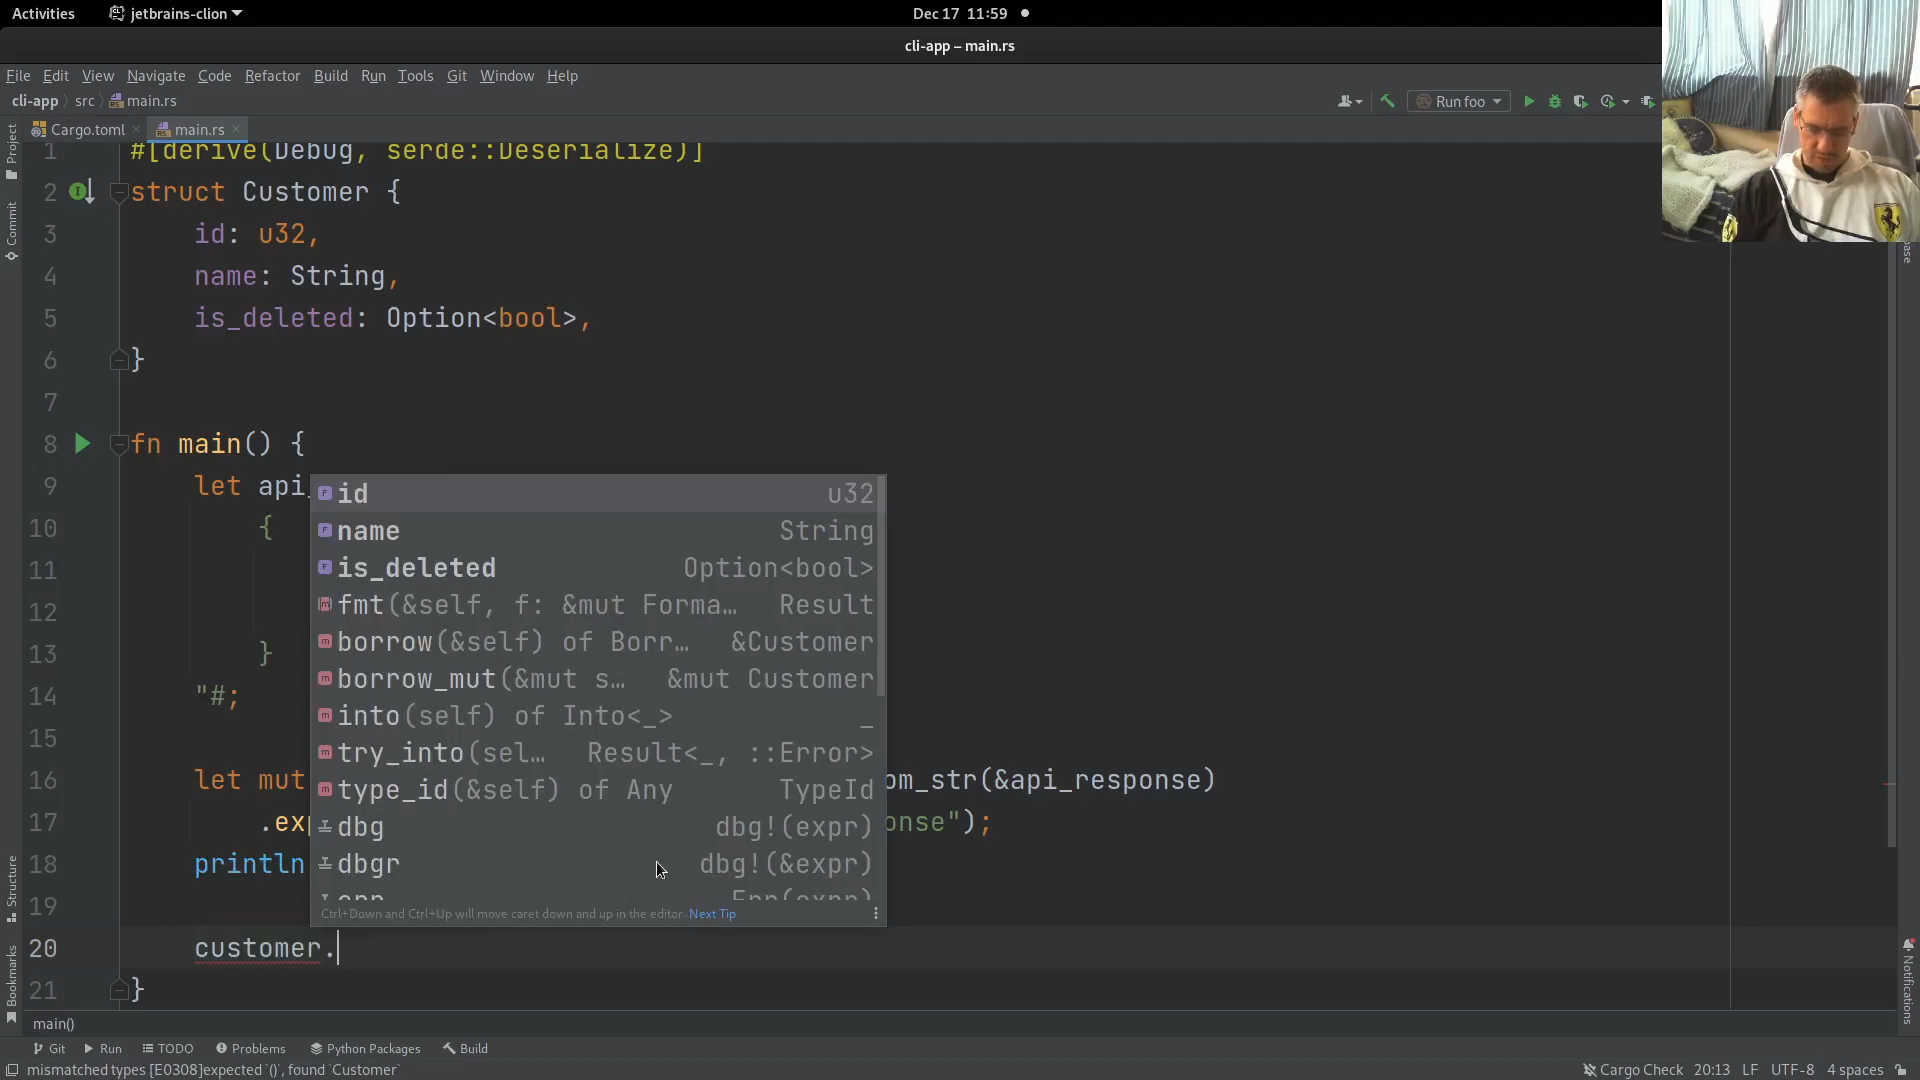 Activities jetbrains-clion Dec 17 11:59
cli-app – main.rs
File Edit View Navigate Code Refactor Build Run Tools Git Window Help
cli-app src main.rs Run foo
Cargo.toml main.rs
Project
Commit
Structure
Bookmarks
Notifications
1 #[derive(Debug, serde::Deserialize)]
2 struct Customer {
3 id: u32,
4 name: String,
5 is_deleted: Option<bool>,
6 }
7
8 fn main() {
9 let api_
10 {
11
12
13 }
14 "#;
15
16 let mut om_str(&api_response)
17 .exp onse");
18 println
19
20 customer.
21 }
id u32
name String
is_deleted Option<bool>
fmt(&self, f: &mut Forma… Result
borrow(&self) of Borr… &Customer
borrow_mut(&mut s… &mut Customer
into(self) of Into<_> _
try_into(sel… Result<_, ::Error>
type_id(&self) of Any TypeId
dbg dbg!(expr)
dbgr dbg!(&expr)
Ctrl+Down and Ctrl+Up will move caret down and up in the editor Next Tip
main()
Git Run TODO Problems Python Packages Build
mismatched types [E0308]expected `()`, found `Customer` Cargo Check 20:13 LF UTF-8 4 spaces